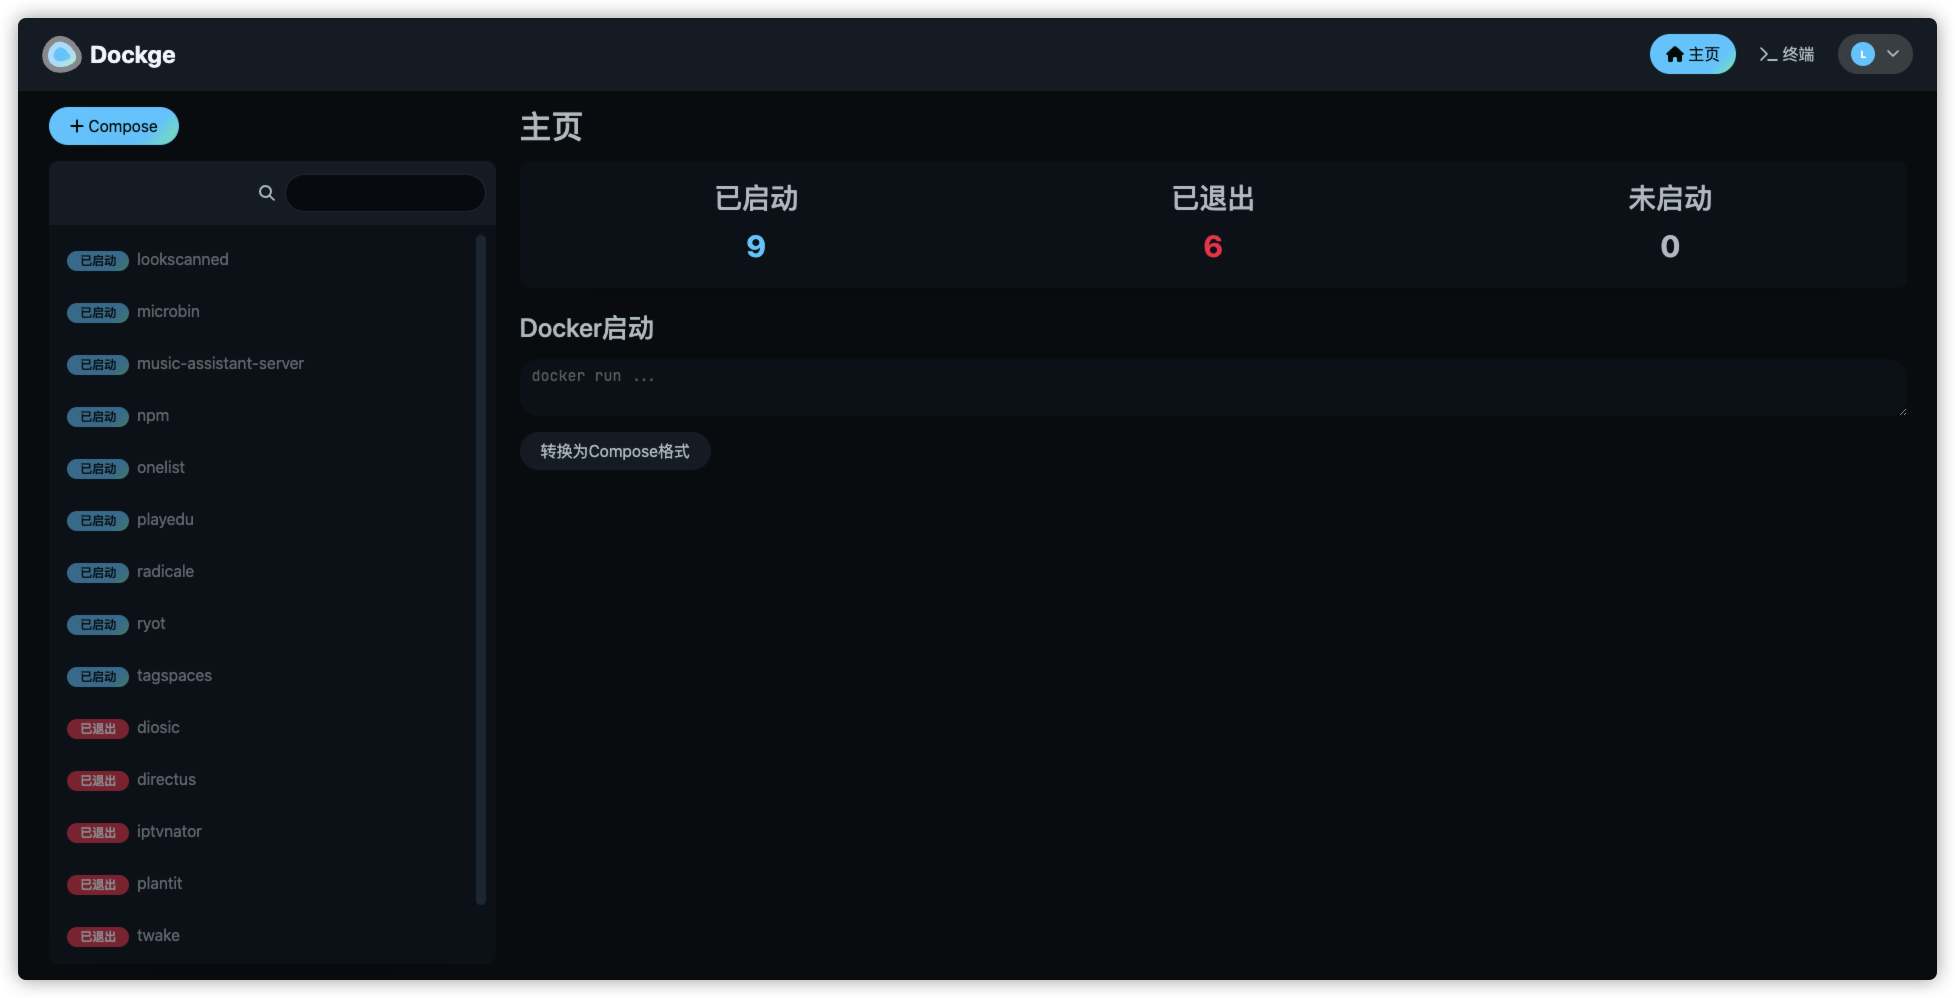 Dockge
主页
终端
L
Compose
已启动 lookscanned
已启动 microbin
已启动 music-assistant-server
已启动 npm
已启动 onelist
已启动 playedu
已启动 radicale
已启动 ryot
已启动 tagspaces
已退出 diosic
已退出 directus
已退出 iptvnator
已退出 plantit
已退出 twake
主页
已启动 已退出 未启动
9 6 0
Docker启动
docker run ...
转换为Compose格式